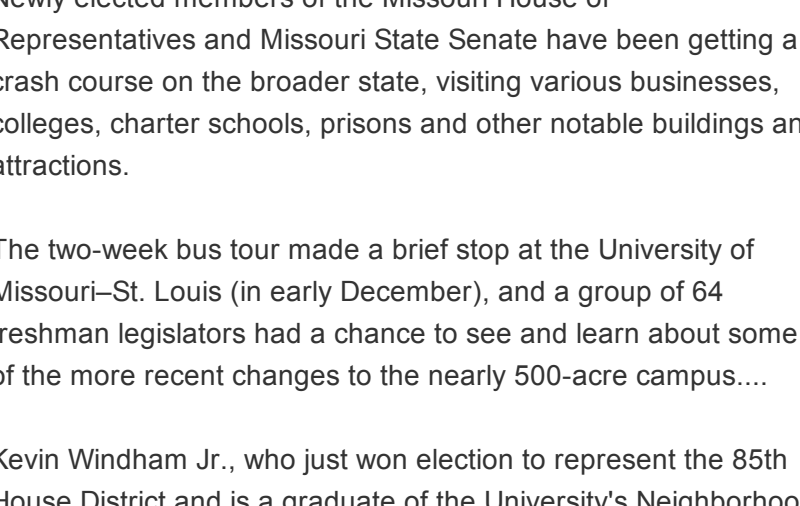 Newly elected members of the Missouri House of
Representatives and Missouri State Senate have been getting a
crash course on the broader state, visiting various businesses,
colleges, charter schools, prisons and other notable buildings an
attractions.
The two-week bus tour made a brief stop at the University of
Missouri–St. Louis (in early December), and a group of 64
freshman legislators had a chance to see and learn about some
of the more recent changes to the nearly 500-acre campus....
Kevin Windham Jr., who just won election to represent the 85th
House District and is a graduate of the University's Neighborhoo